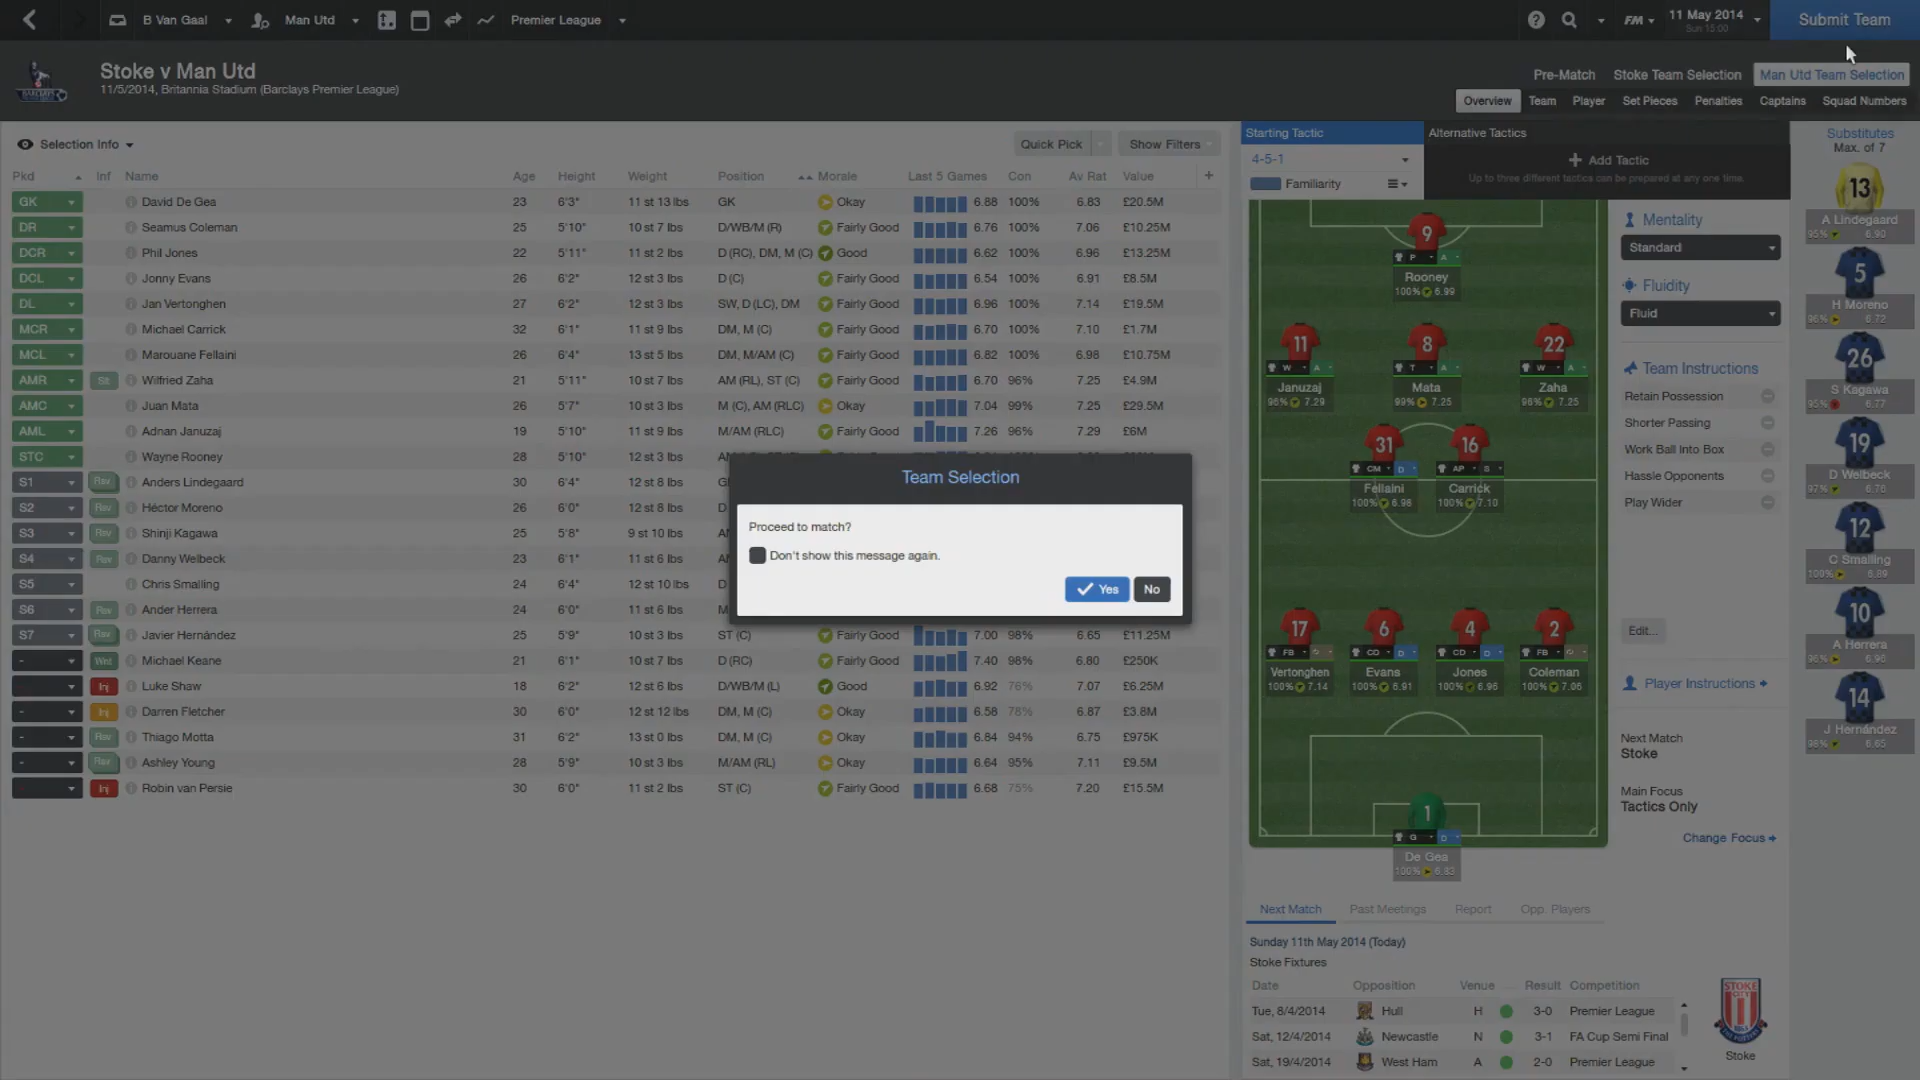 B Van Gaal
Man Utd
Premier League
FM
11 May 2014
Sun 15:00
Submit Team
Stoke v Man Utd
11/5/2014, Britannia Stadium (Barclays Premier League)
Pre-Match Stoke Team Selection Man Utd Team Selection
Overview Team Player Set Pieces Penalties Captains Squad Numbers
Selection Info
Quick Pick Show Filters
Pkd Inf Name Age Height Weight Position Morale Last 5 Games Con Av Rat Value +
GK David De Gea 23 6'3" 11 st 13 lbs GK Okay 6.88 100% 6.83 £20.5M
DR Seamus Coleman 25 5'10" 10 st 7 lbs D/WB/M (R) Fairly Good 6.76 100% 7.06 £10.25M
DCR Phil Jones 22 5'11" 11 st 2 lbs D (RC), DM, M (C) Good 6.62 100% 6.96 £13.25M
DCL Jonny Evans 26 6'2" 12 st 3 lbs D (C) Fairly Good 6.54 100% 6.91 £8.5M
DL Jan Vertonghen 27 6'2" 12 st 3 lbs SW, D (LC), DM Fairly Good 6.96 100% 7.14 £19.5M
MCR Michael Carrick 32 6'1" 11 st 9 lbs DM, M (C) Fairly Good 6.70 100% 7.10 £1.7M
MCL Marouane Fellaini 26 6'4" 13 st 5 lbs DM, M/AM (C) Fairly Good 6.82 100% 6.98 £10.75M
AMR Slt Wilfried Zaha 21 5'11" 10 st 7 lbs AM (RL), ST (C) Fairly Good 6.70 96% 7.25 £4.9M
AMC Juan Mata 26 5'7" 10 st 3 lbs M (C), AM (RLC) Okay 7.04 99% 7.25 £29.5M
AML Adnan Januzaj 19 5'10" 11 st 9 lbs M/AM (RLC) Fairly Good 7.26 96% 7.29 £6M
STC Wayne Rooney 28 5'10" 12 st 3 lbs
S1 Rsv Anders Lindegaard 30 6'4" 12 st 8 lbs
S2 Rsv Héctor Moreno 26 6'0" 12 st 8 lbs
S3 Rsv Shinji Kagawa 25 5'8" 9 st 10 lbs
S4 Rsv Danny Welbeck 23 6'1" 11 st 6 lbs
S5 Chris Smalling 24 6'4" 12 st 10 lbs
S6 Rsv Ander Herrera 24 6'0" 11 st 6 lbs
S7 Rsv Javier Hernández 25 5'9" 10 st 3 lbs ST (C) Fairly Good 7.00 98% 6.65 £11.25M
- Wnt Michael Keane 21 6'1" 10 st 7 lbs D (RC) Fairly Good 7.40 98% 6.80 £250K
Inj Luke Shaw 18 6'2" 12 st 6 lbs D/WB/M (L) Good 6.92 76% 7.07 £6.25M
- Inj Darren Fletcher 30 6'0" 12 st 12 lbs DM, M (C) Okay 6.58 78% 6.87 £3.8M
- Rsv Thiago Motta 31 6'2" 13 st 0 lbs DM, M (C) Okay 6.84 94% 6.75 £975K
- Rsv Ashley Young 28 5'9" 10 st 3 lbs M/AM (RL) Okay 6.64 95% 7.11 £9.5M
Inj Robin van Persie 30 6'0" 11 st 2 lbs ST (C) Fairly Good 6.68 75% 7.20 £15.5M
Team Selection
Proceed to match?
Don't show this message again.
Yes No
Starting Tactic
4-5-1
Familiarity
Alternative Tactics
+ Add Tactic
Up to three different tactics can be prepared at any one time.
9
P A
Rooney
100% 6.99
11 8 22
W A T A W A
Januzaj Mata Zaha
96% 7.29 99% 7.25 96% 7.25
31 16
CM D AP S
Fellaini Carrick
100% 6.98 100% 7.10
17 6 4 2
FB CD D CD D FB
Vertonghen Evans Jones Coleman
100% 7.14 100% 6.91 100% 6.96 100% 7.06
1
G D
De Gea
100% 6.83
Mentality
Standard
Fluidity
Fluid
Team Instructions
Retain Possession
Shorter Passing
Work Ball Into Box
Hassle Opponents
Play Wider
Edit...
Player Instructions
Next Match
Stoke
Main Focus
Tactics Only
Change Focus
Substitutes
Max. of 7
13
A Lindegaard
95% 6.90
5
H Moreno
96% 6.72
26
S Kagawa
95% 6.77
19
D Welbeck
97% 6.76
12
C Smalling
100% 6.89
10
A Herrera
96% 6.96
14
J Hernández
98% 6.65
Next Match Past Meetings Report Opp. Players
Sunday 11th May 2014 (Today)
Stoke Fixtures
Date Opposition Venue Result Competition
Tue, 8/4/2014 Hull H 3-0 Premier League
Sat, 12/4/2014 Newcastle N 3-1 FA Cup Semi Final
Sat, 19/4/2014 West Ham A 2-0 Premier League
STOKE CITY
Stoke